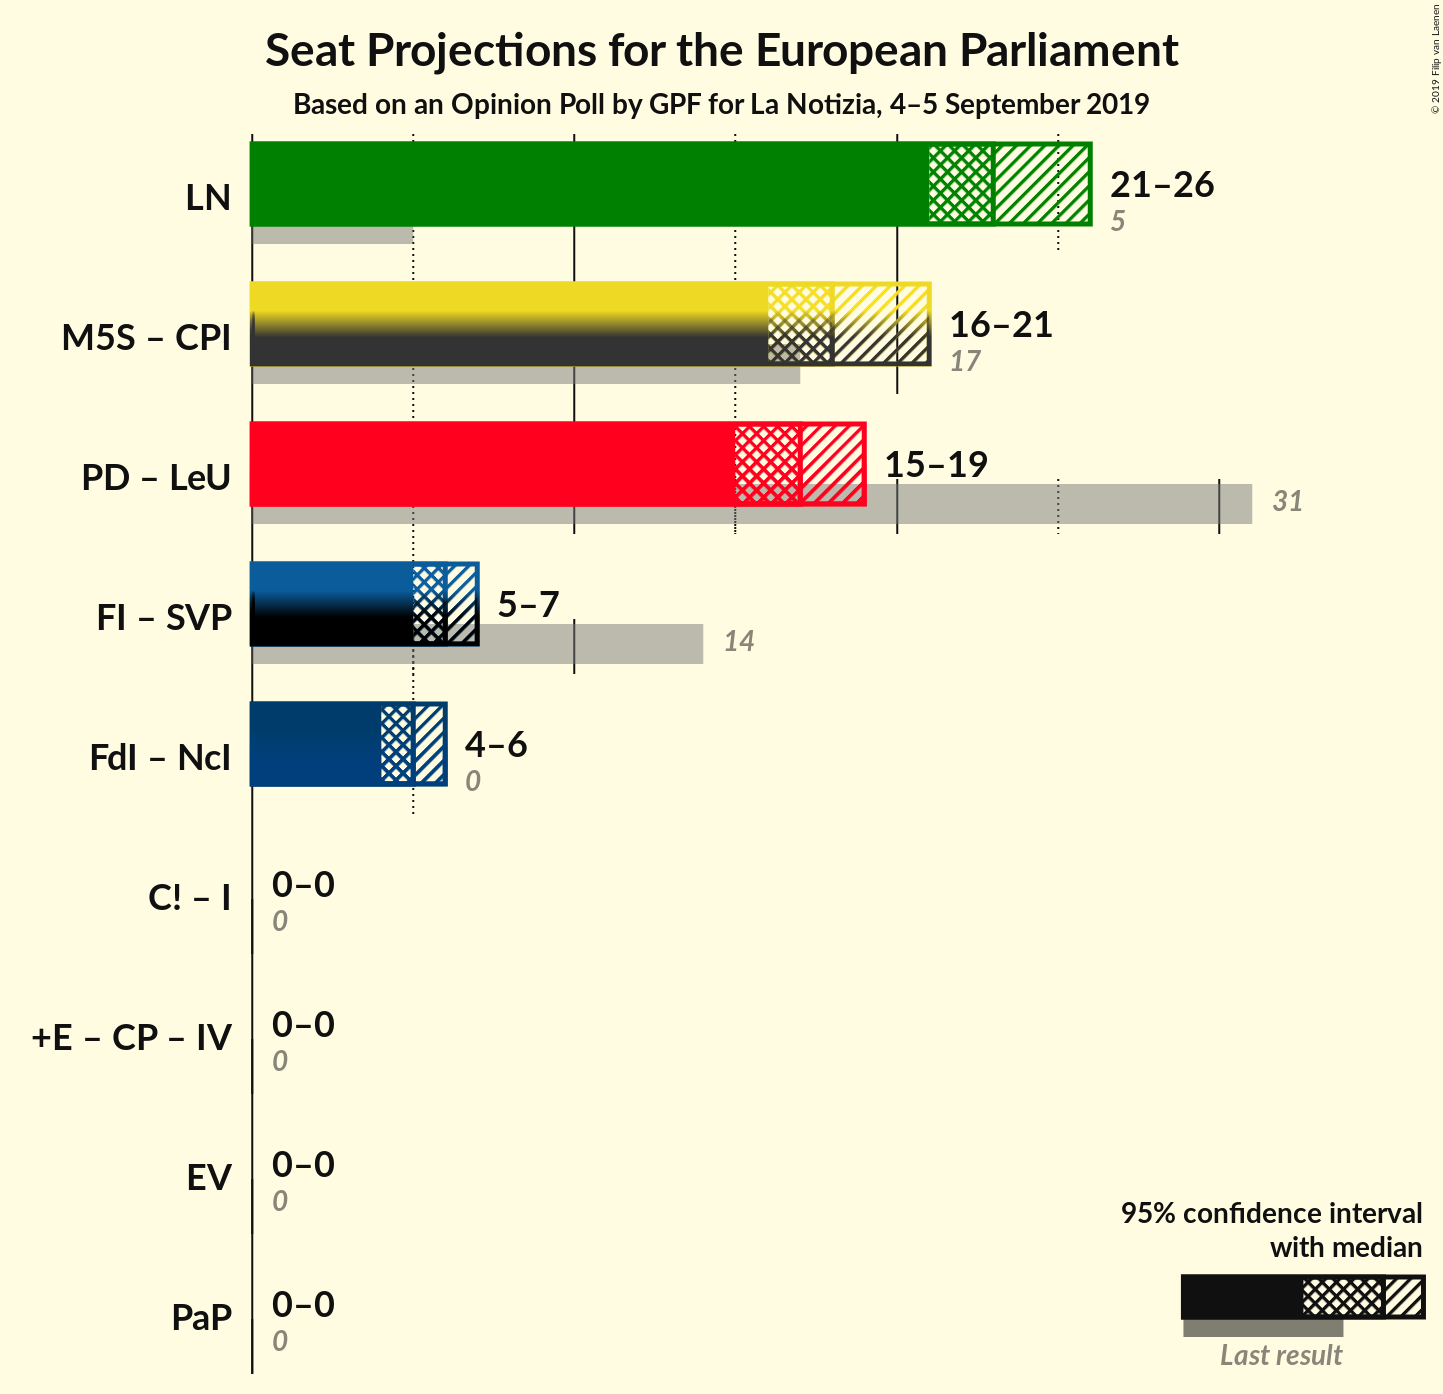 Seat Projections for the European Parliament
Based on an Opinion Poll by GPF for La Notizia, 4–5 September 2019
© 2019 Filip van Laenen
LN
21–26
5
M5S – CPI
16–21
17
PD – LeU
15–19
31
FI – SVP
5–7
14
FdI – NcI
4–6
0
C! – I
0–0
0
+E – CP – IV
0–0
0
EV
0–0
0
PaP
0–0
0
95% confidence interval
with median
Last result